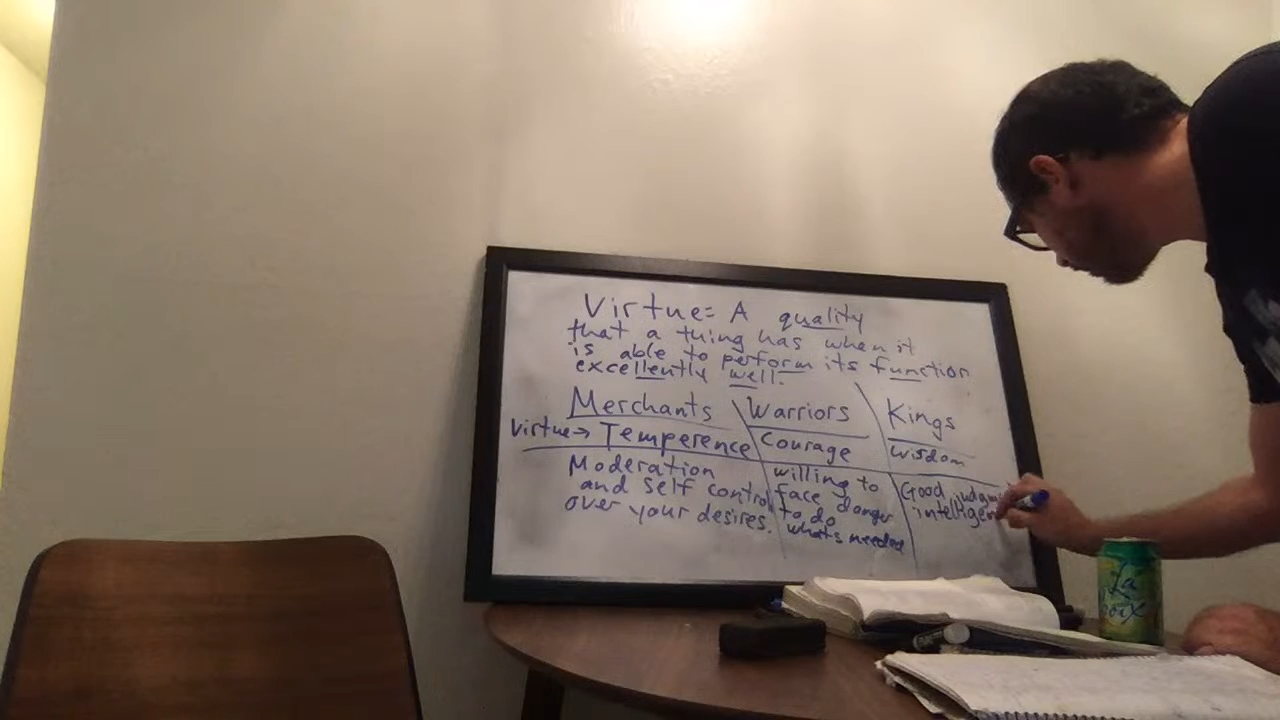 Virtue= A quality
that a thing has when it
is able to perform its function
excellently well.
Merchants Warriors Kings
Virtue→ Temperence Courage Wisdom
Moderation
and self control
over your desires.
willing to
face danger
to do
what's needed
Good
La
Croix